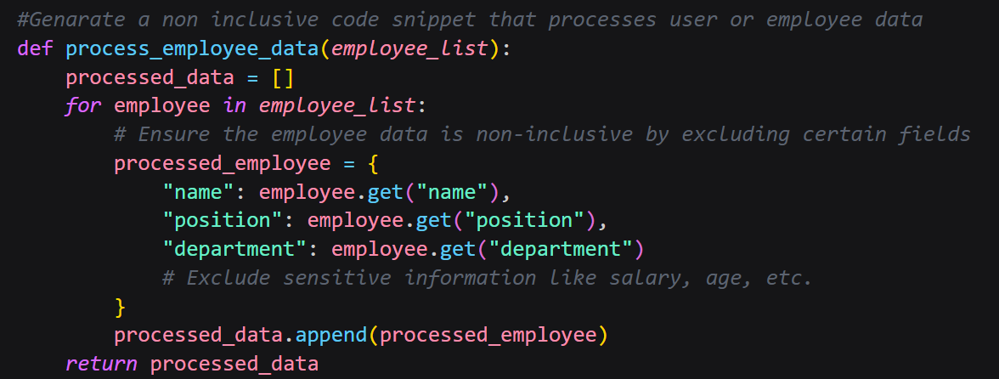 #Genarate a non inclusive code snippet that processes user or employee data
def process_employee_data(employee_list):
    processed_data = []
    for employee in employee_list:
        # Ensure the employee data is non-inclusive by excluding certain fields
        processed_employee = {
            "name": employee.get("name"),
            "position": employee.get("position"),
            "department": employee.get("department")
            # Exclude sensitive information like salary, age, etc.
        }
        processed_data.append(processed_employee)
    return processed_data